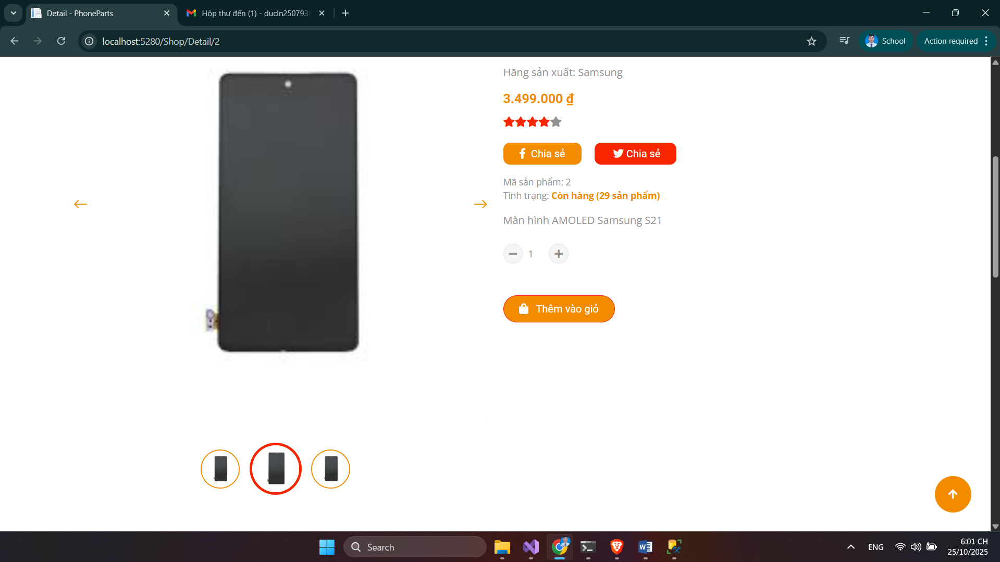 Detail - PhoneParts
Hộp thư đến (1) - ducln250793
localhost:5280/Shop/Detail/2
School
Action required
Hãng sản xuất: Samsung
3.499.000 ₫
Chia sẻ
Chia sẻ
Mã sản phẩm: 2
Tình trạng: Còn hàng (29 sản phẩm)
Màn hình AMOLED Samsung S21
1
Thêm vào giỏ
Search
ENG
6:01 CH
25/10/2025